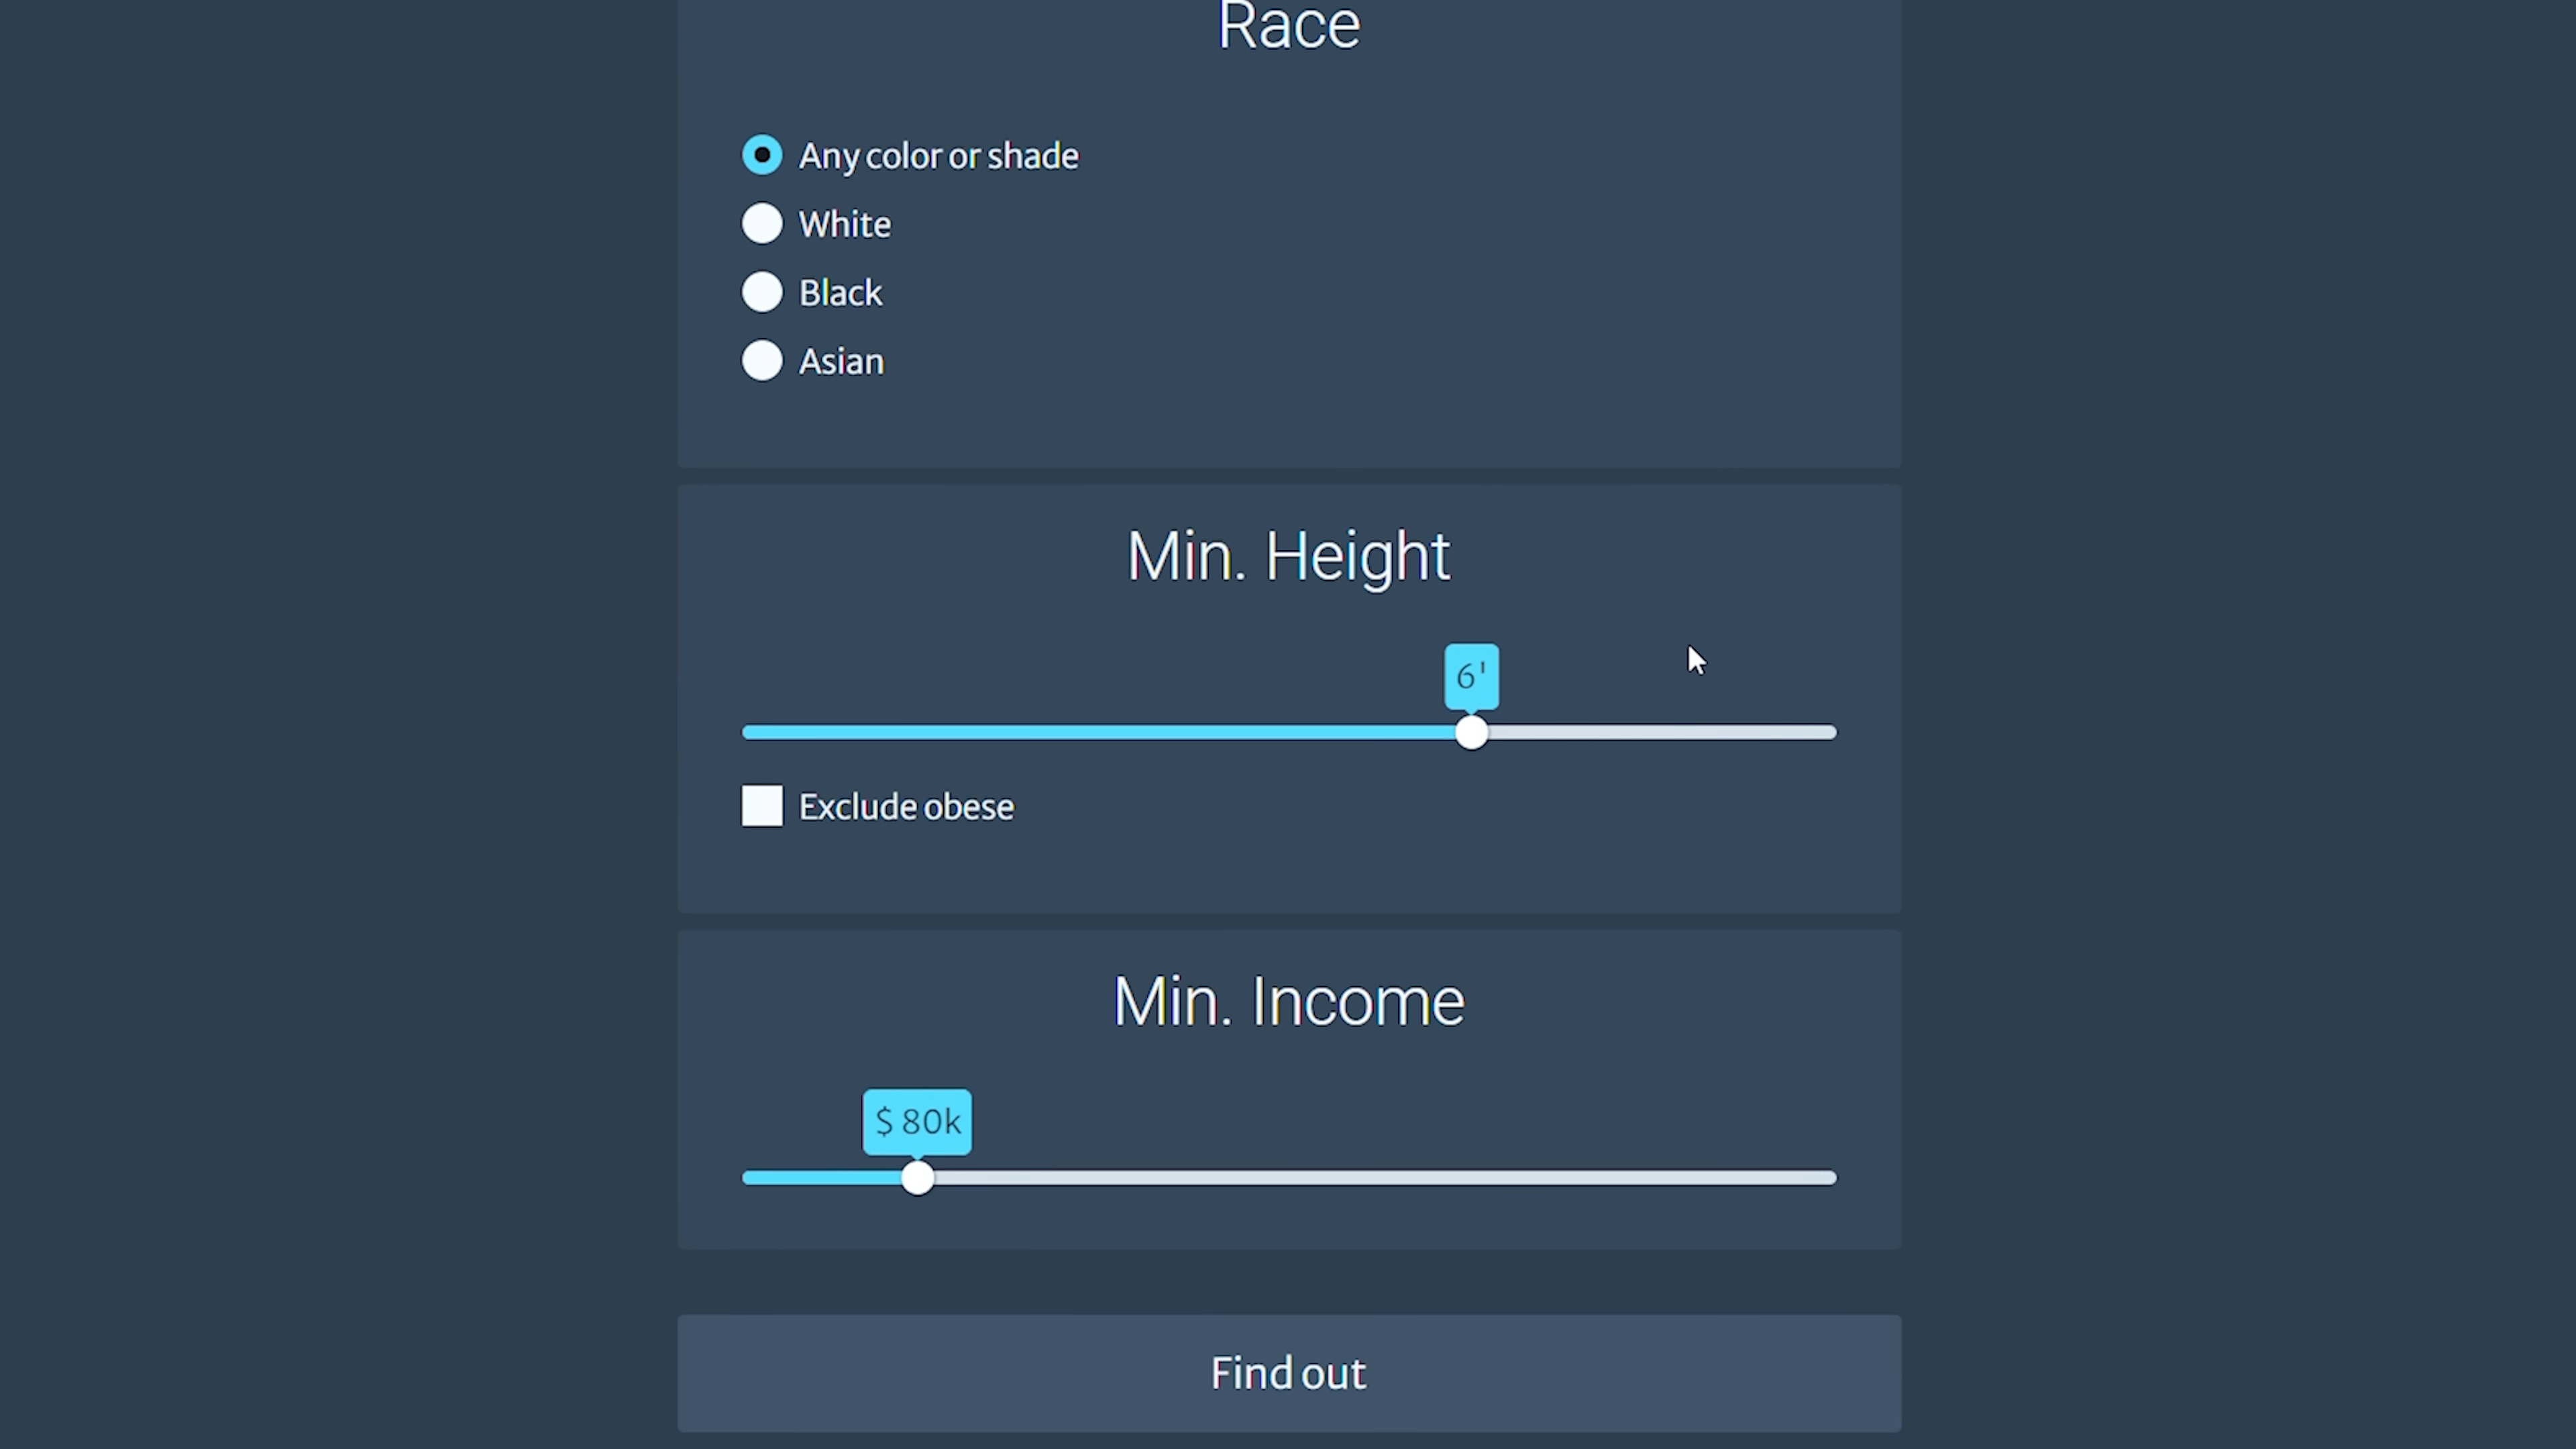 Race
Any color or shade
White
Black
Asian
Min. Height
6'
Exclude obese
Min. Income
$ 80k
Find out